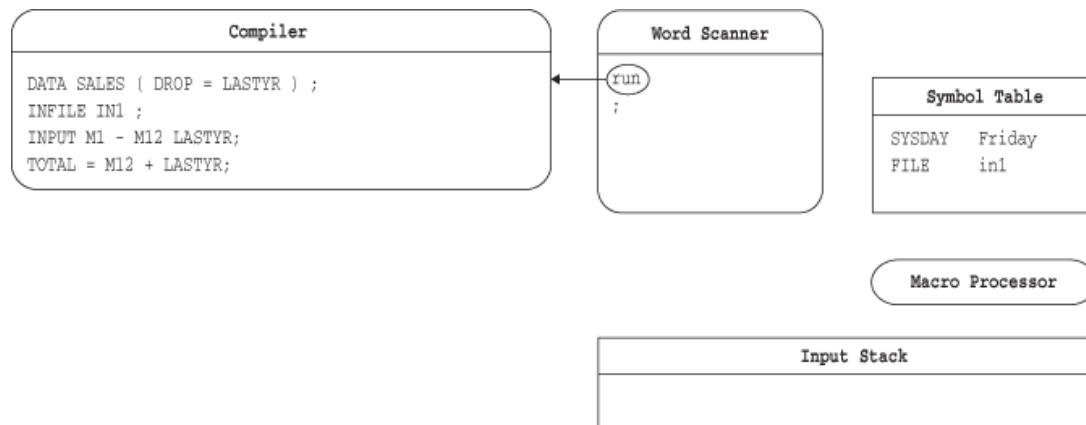 Compiler
DATA SALES ( DROP = LASTYR ) ;
INFILE IN1 ;
INPUT M1 - M12 LASTYR;
TOTAL = M12 + LASTYR;
Word Scanner
run
;
Symbol Table
SYSDAY Friday
FILE in1
Macro Processor
Input Stack